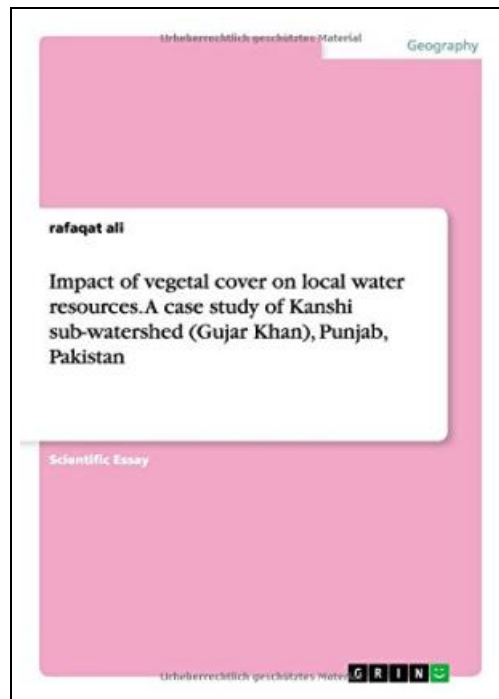 Urheberrechtlich geschütztes Material
Geography
rafaqat ali
Impact of vegetal cover on local water
resources. A case study of Kanshi
sub-watershed (Gujar Khan), Punjab,
Pakistan
Scientific Essay
Urheberrechtlich geschütztes Mater
GRIN